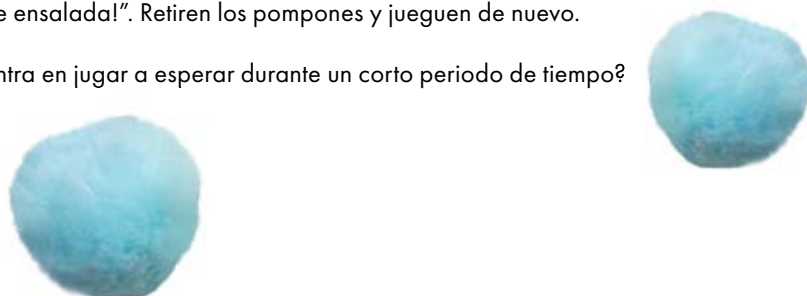 e ensalada!”. Retiren los pompones y jueguen de nuevo.
ntra en jugar a esperar durante un corto periodo de tiempo?